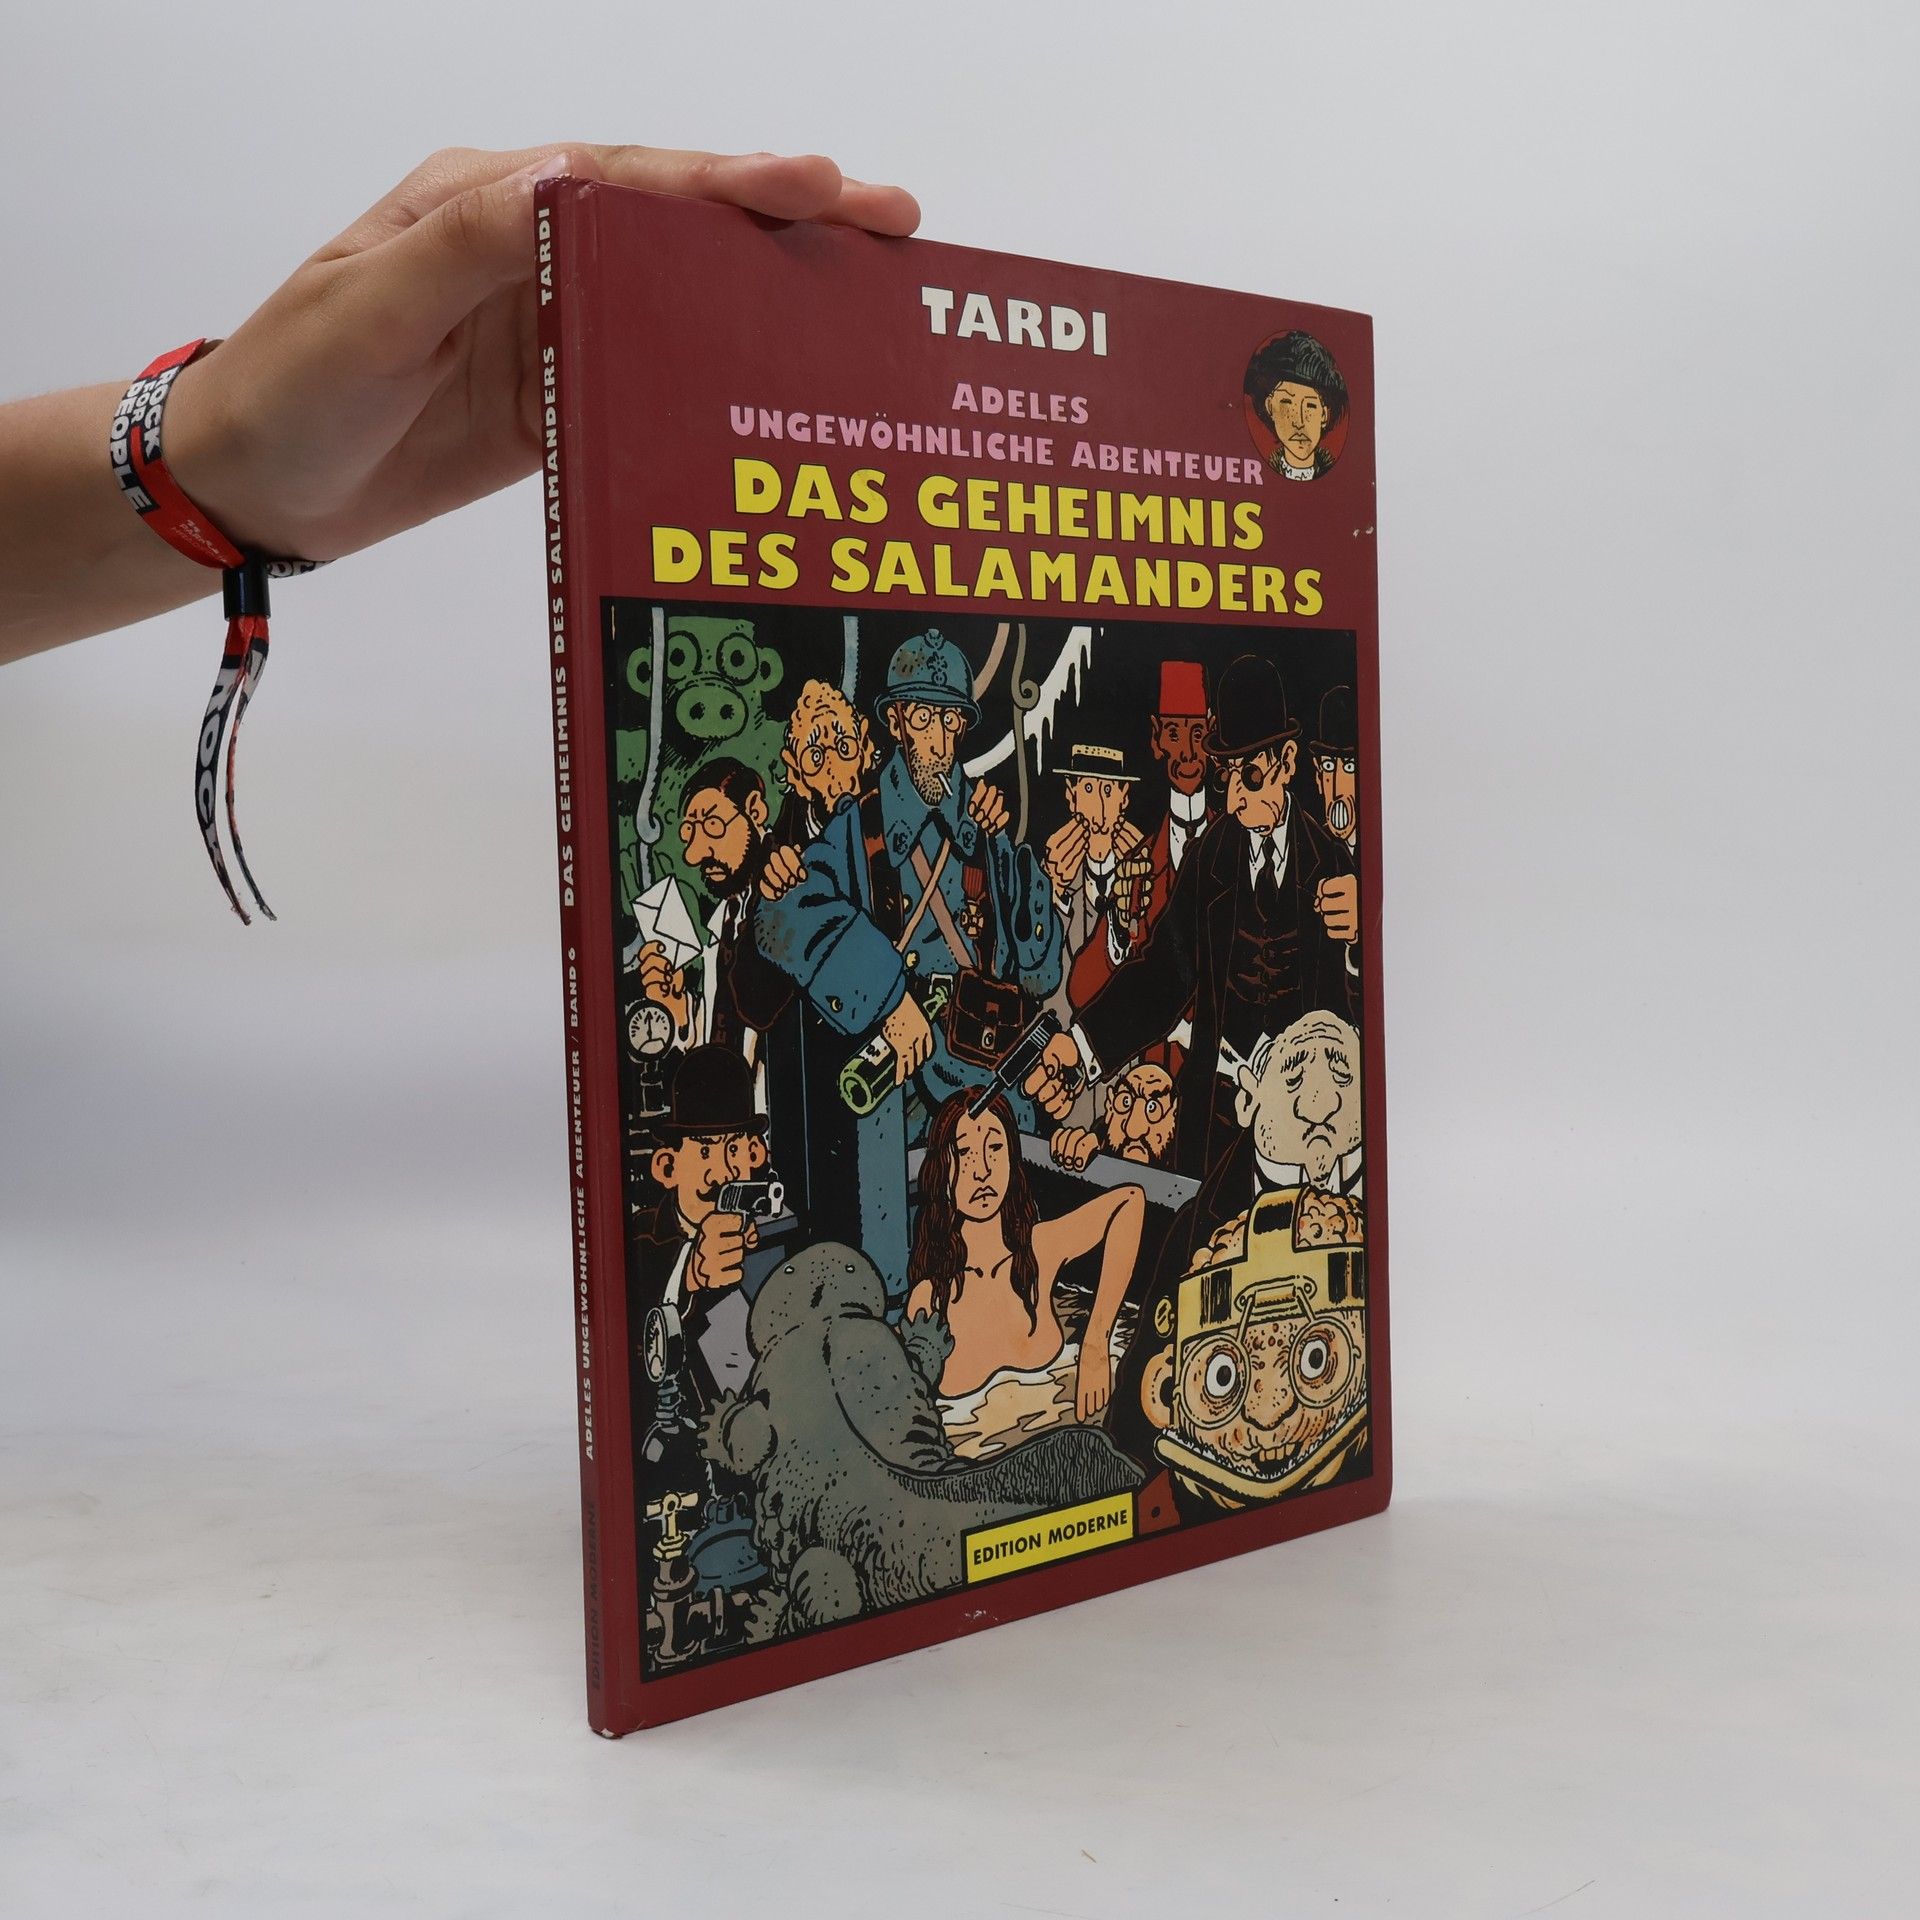 TARDI
ADELES
UNGEWÖHNLICHE ABENTEUER
DAS GEHEIMNIS
DES SALAMANDERS
EDITION MODERNE
ADELES UNGEWÖHNLICHE ABENTEUER / BAND 6 DAS GEHEIMNIS DES SALAMANDERS TARDI
EDITION MODERNE
ROCK
FOR
PEOPLE
ROCK